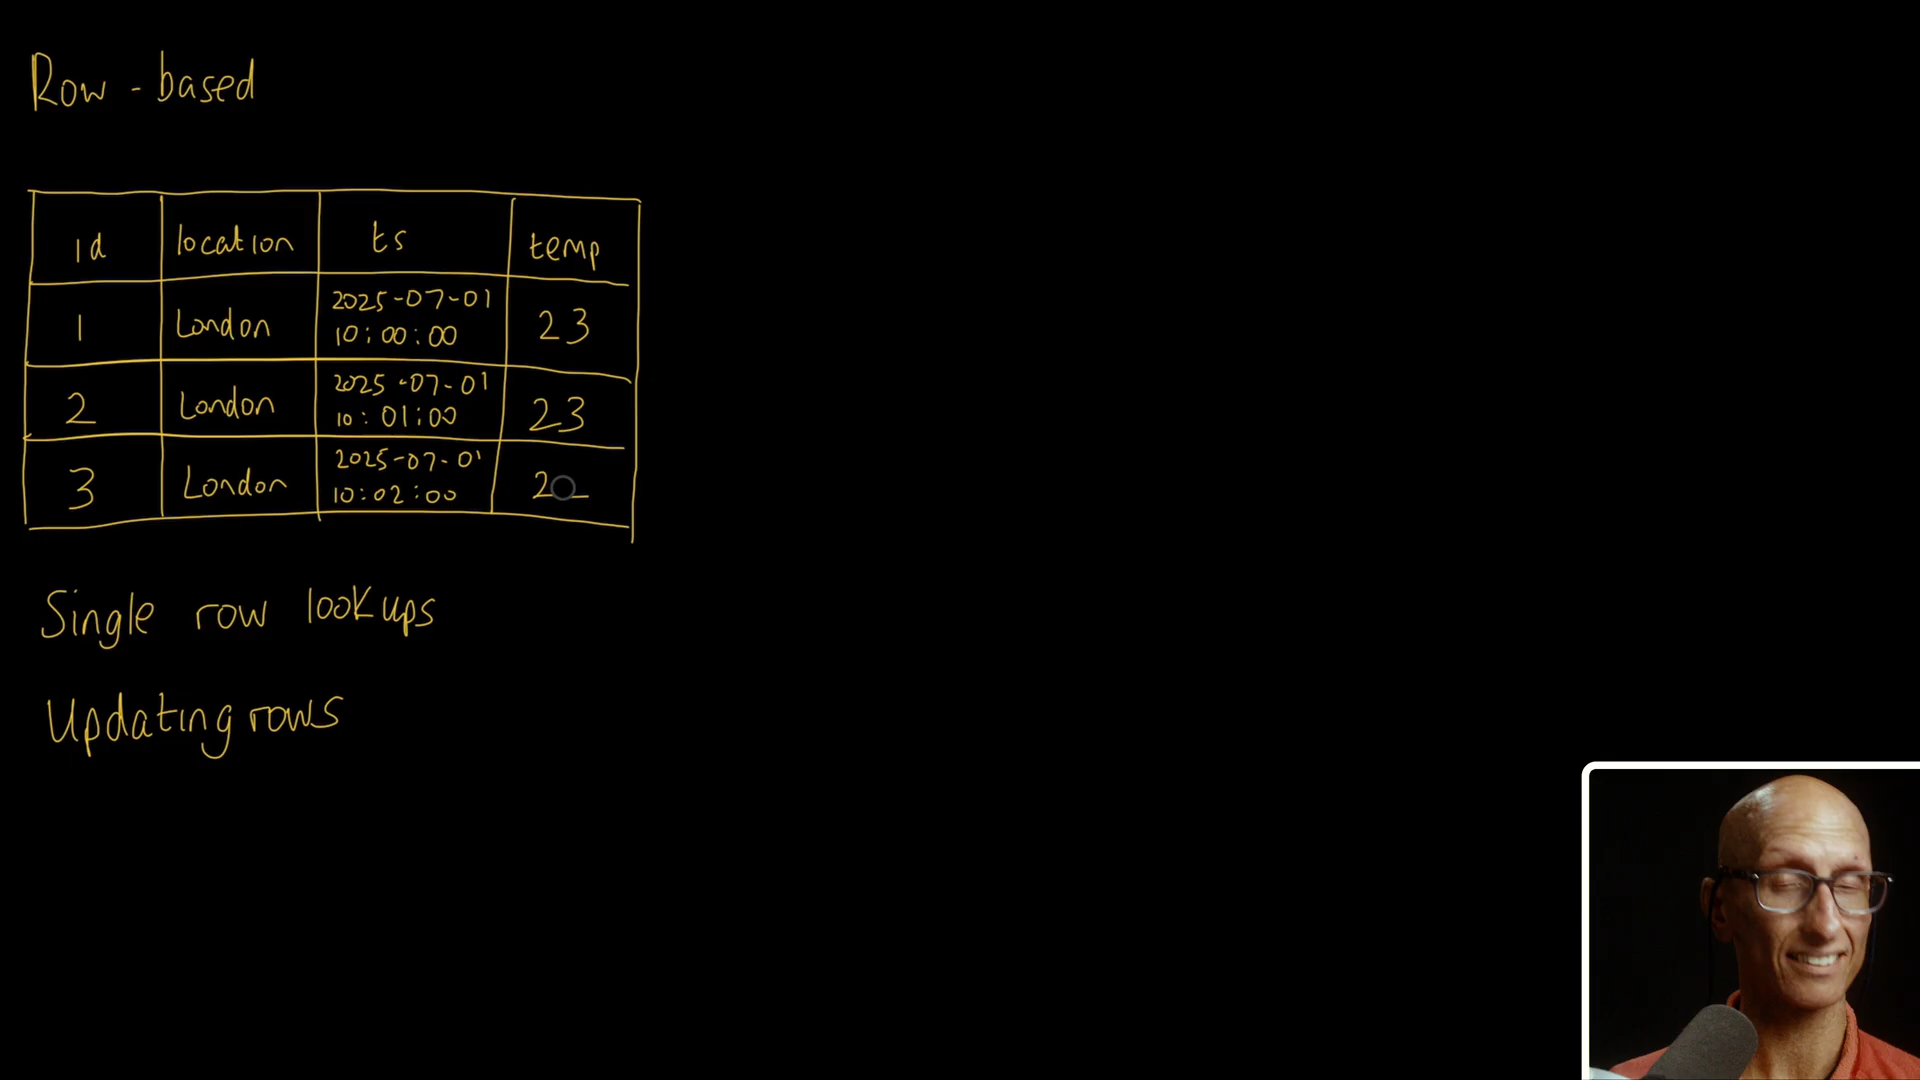 Row - based
id location ts temp
1 London 2025-07-01 10:00:00 23
2 London 2025-07-01 10:01:00 23
3 London 2025-07-01 10:02:00
Single row lookups
Updating rows